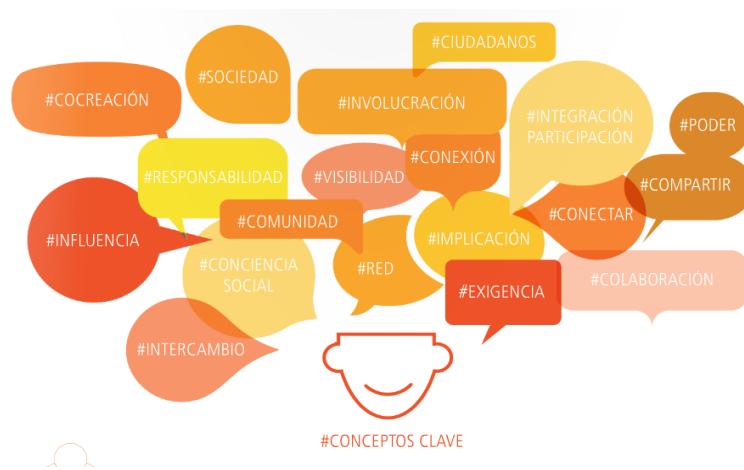 #CIUDADANOS
#SOCIEDAD
#COCREACIÓN
#INVOLUCRACIÓN
#INTEGRACIÓN
PARTICIPACIÓN
#PODER
#CONEXIÓN
#RESPONSABILIDAD
#VISIBILIDAD
#COMPARTIR
#COMUNIDAD
#CONECTAR
#INFLUENCIA
#IMPLICACIÓN
#CONCIENCIA
SOCIAL
#RED
#EXIGENCIA
#COLABORACIÓN
#INTERCAMBIO
#CONCEPTOS CLAVE